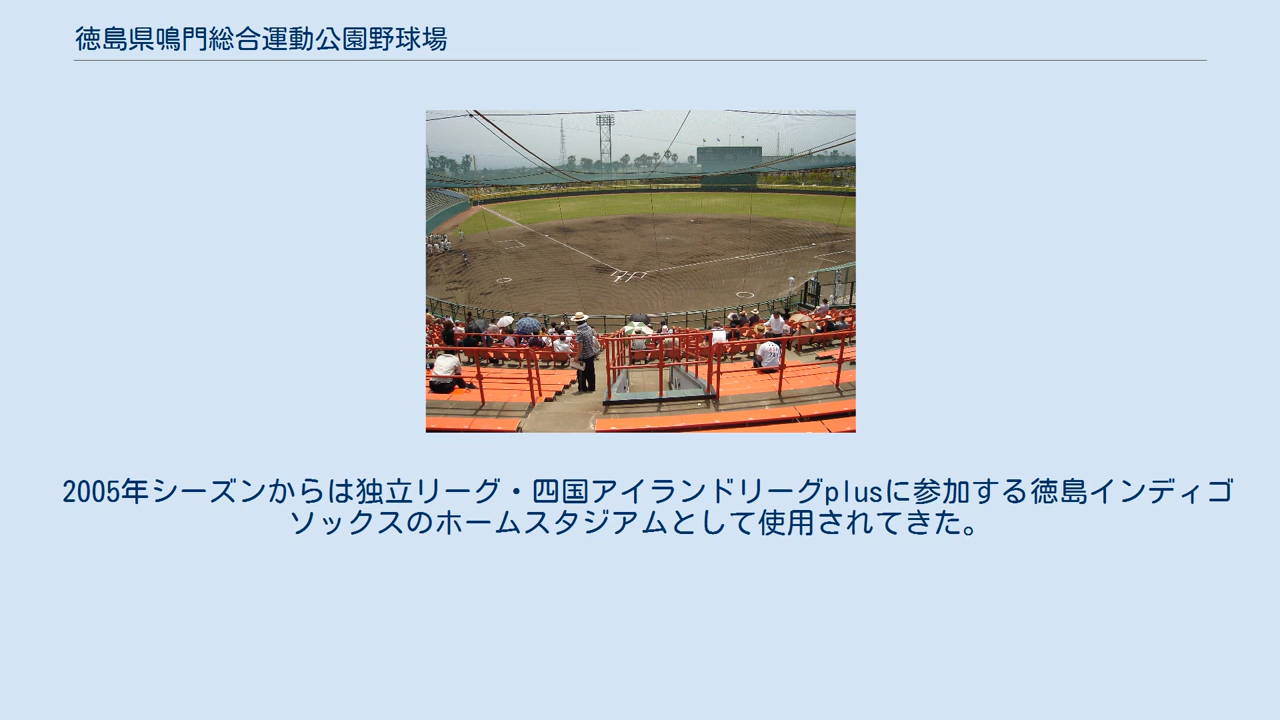 徳島県鳴門総合運動公園野球場
2005年シーズンからは独立リーグ・四国アイランドリーグplusに参加する徳島インディゴ
ソックスのホームスタジアムとして使用されてきた。